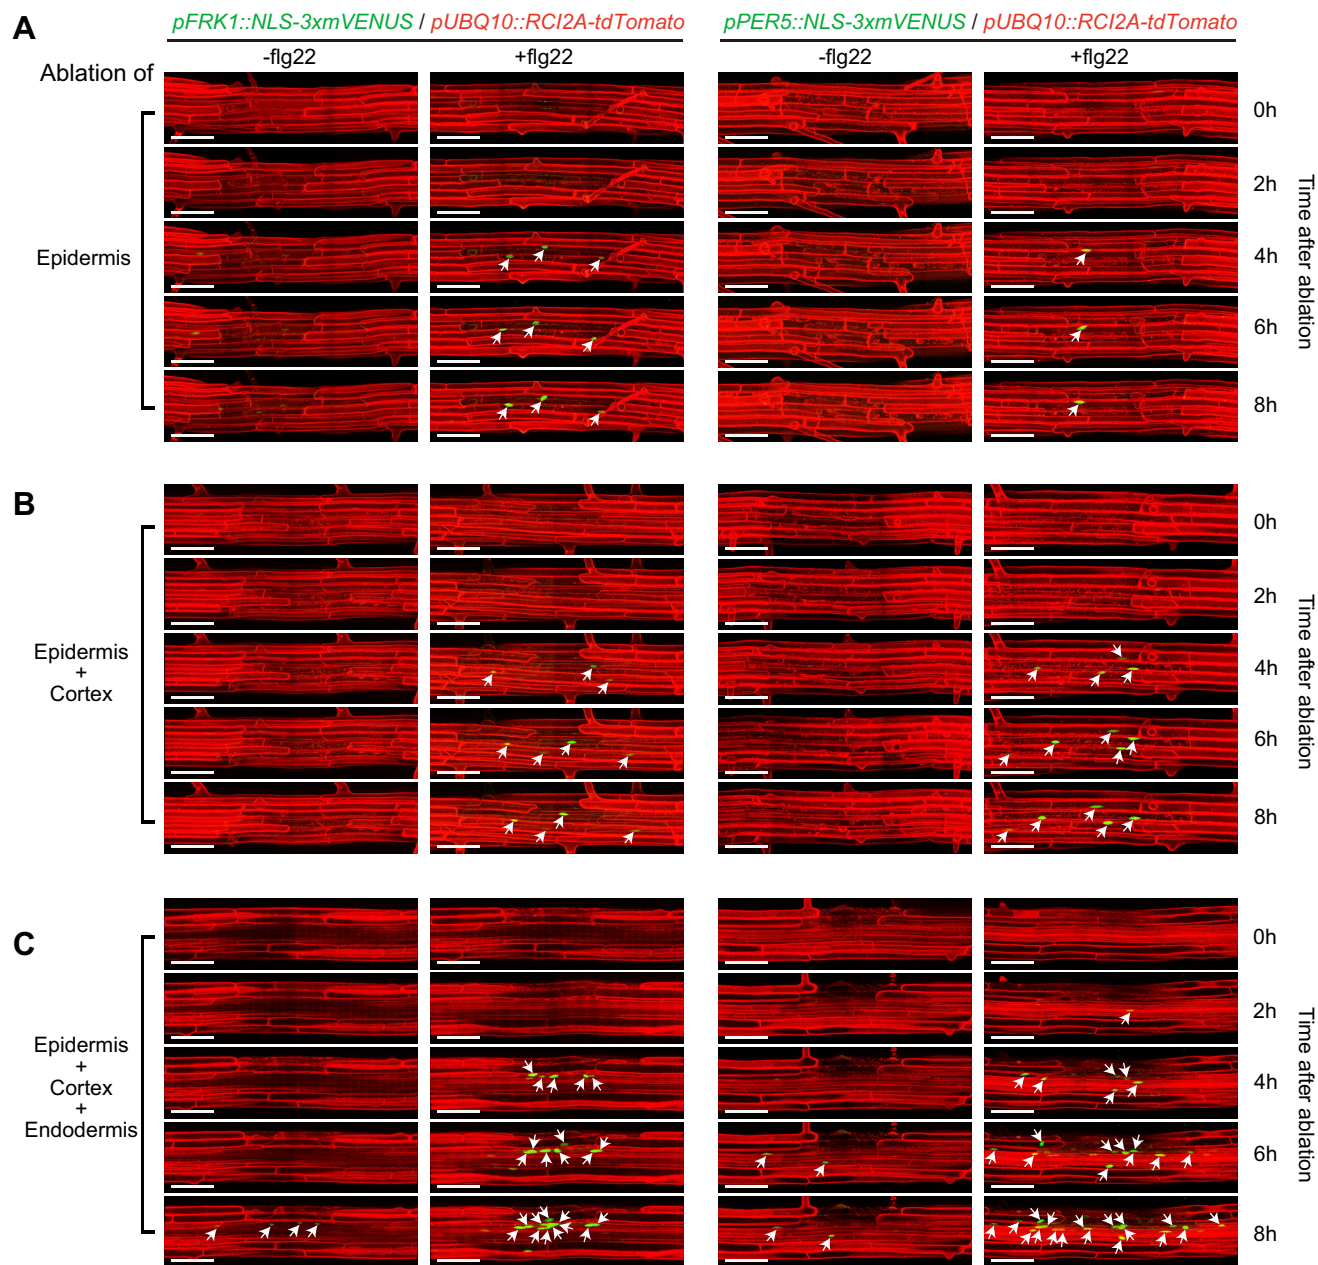 A
pFRK1::NLS-3xmVENUS / pUBQ10::RCI2A-tdTomato
pPER5::NLS-3xmVENUS / pUBQ10::RCI2A-tdTomato
Ablation of
-flg22
+flg22
-flg22
+flg22
Epidermis
0h
2h
4h
6h
8h
Time after ablation
B
Epidermis
+
Cortex
0h
2h
4h
6h
8h
Time after ablation
C
Epidermis
+
Cortex
+
Endodermis
0h
2h
4h
6h
8h
Time after ablation